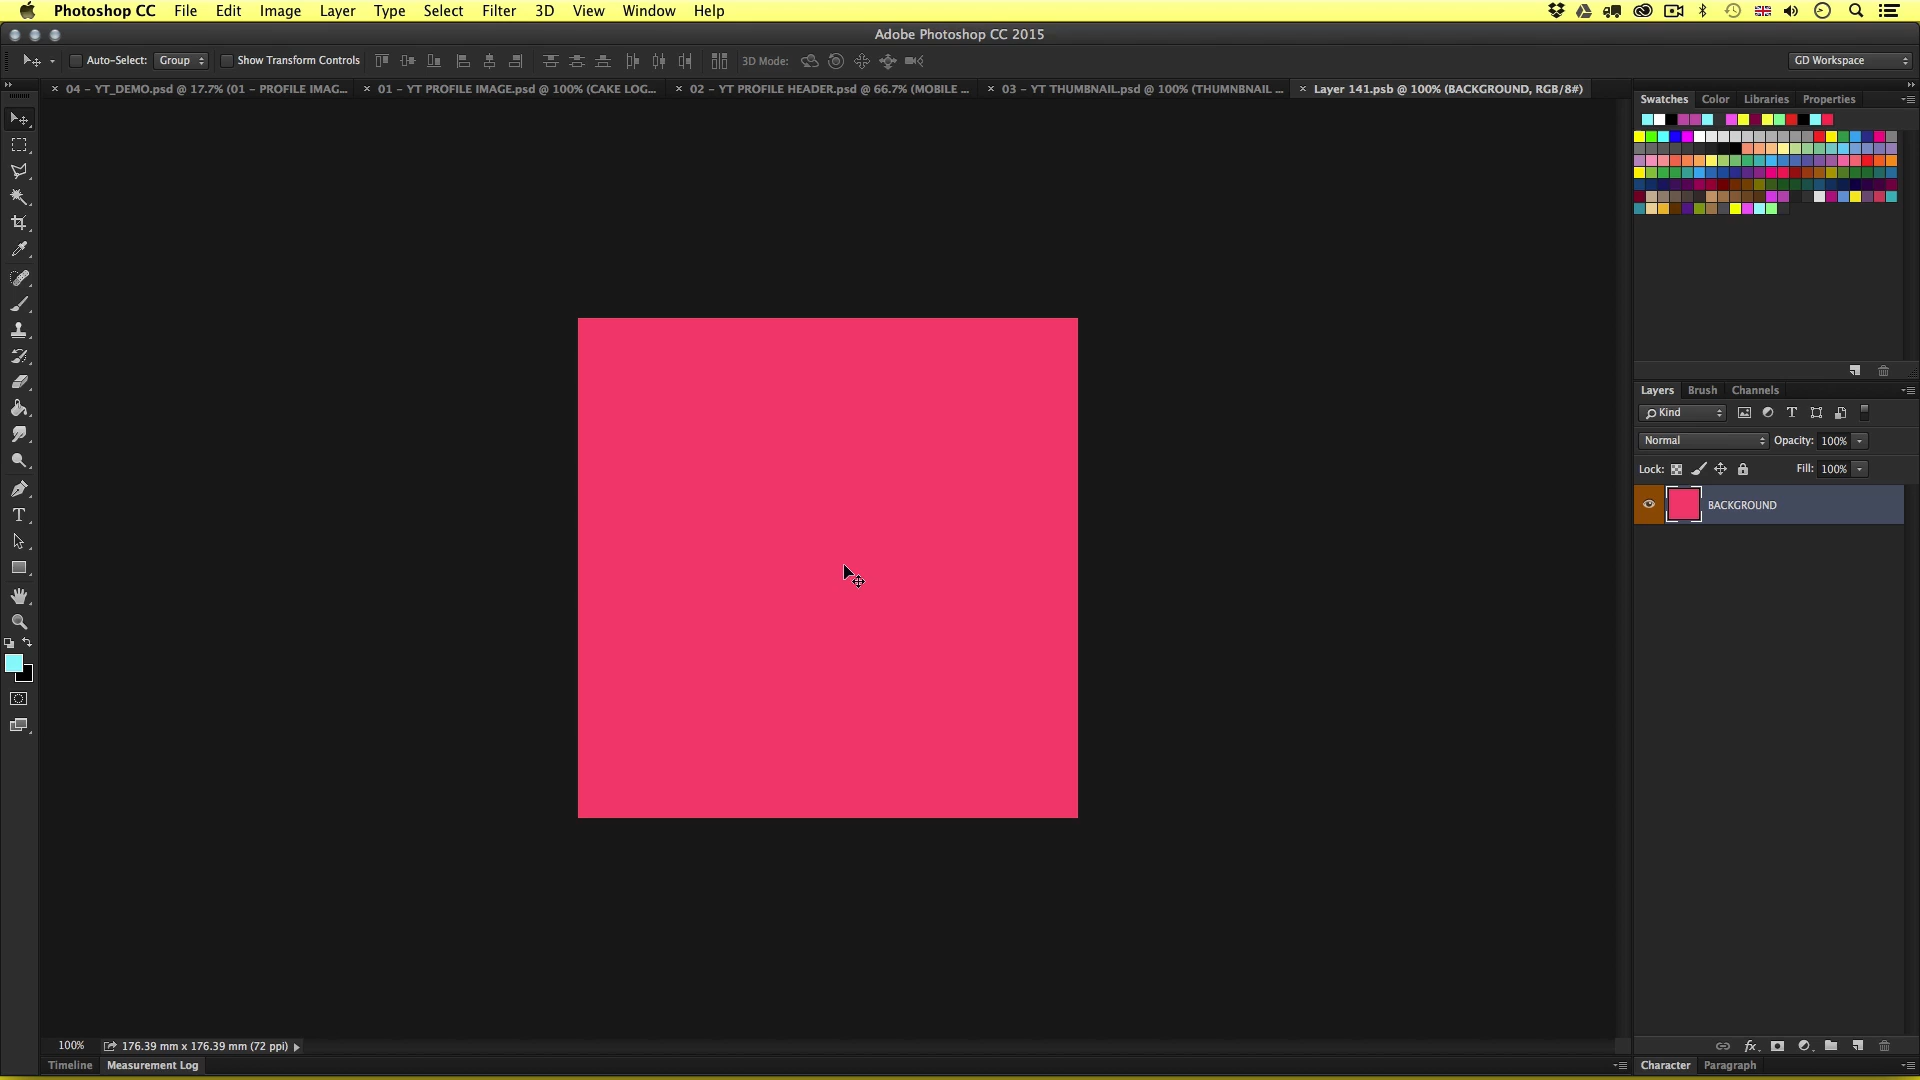 Photoshop CC File Edit Image Layer Type Select Filter 3D View Window Help
Adobe Photoshop CC 2015
Auto-Select: Group Show Transform Controls 3D Mode: GD Workspace
04 - YT_DEMO.psd @ 17.7% (01 - PROFILE IMAG... 01 - YT PROFILE IMAGE.psd @ 100% (CAKE LOG... 02 - YT PROFILE HEADER.psd @ 66.7% (MOBILE ... 03 - YT THUMBNAIL.psd @ 100% (THUMNBNAIL ... Layer 141.psb @ 100% (BACKGROUND, RGB/8#)
Swatches Color Libraries Properties
Layers Brush Channels
Kind
Normal Opacity: 100%
Lock: Fill: 100%
BACKGROUND
100% 176.39 mm x 176.39 mm (72 ppi)
Timeline Measurement Log
Character Paragraph